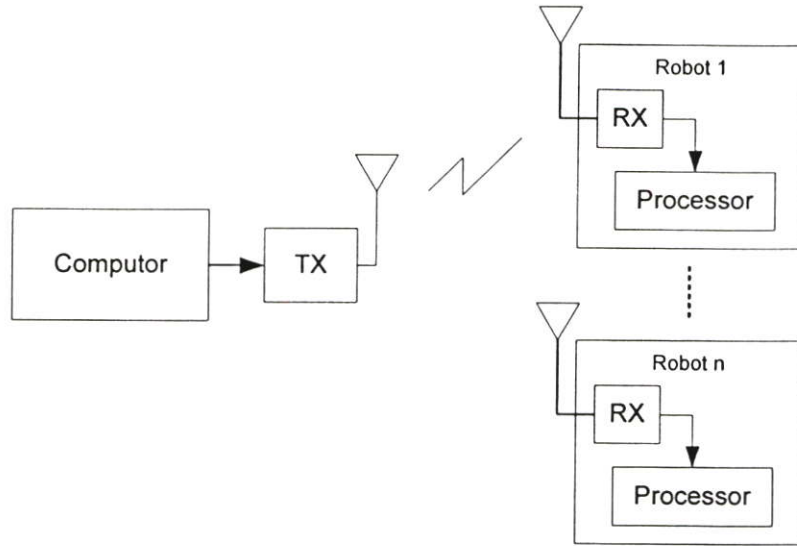 Robot 1
RX
Processor
Computor
TX
Robot n
RX
Processor